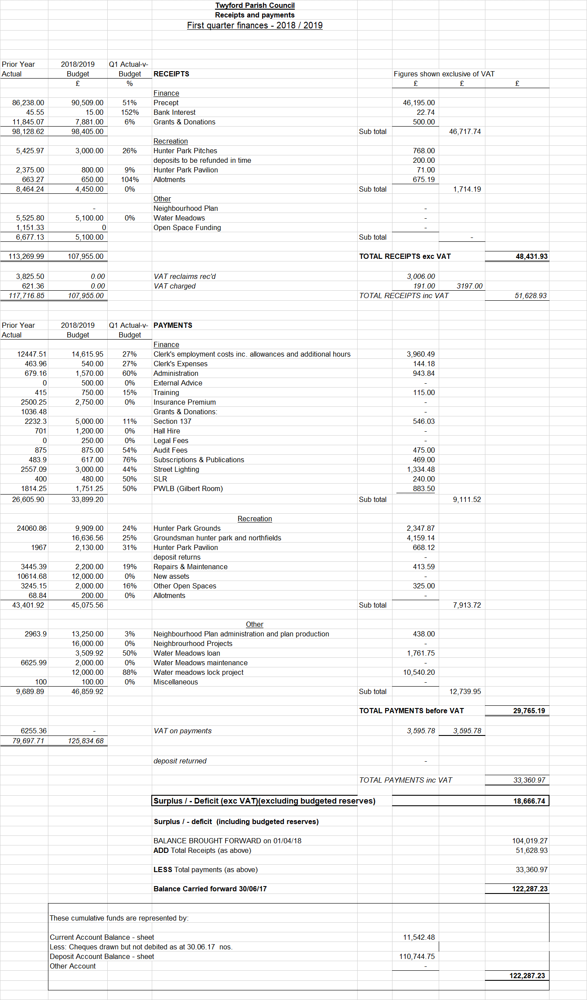 Twyford Parish Council
Receipts and payments
First quarter finances - 2018 / 2019
Prior Year 2018/2019 Q1 Actual-v-
Actual Budget Budget RECEIPTS Figures shown exclusive of VAT
£ % £ £ £
Finance
86,238.00 90,509.00 51% Precept 46,195.00
45.55 15.00 152% Bank Interest 22.74
11,845.07 7,881.00 6% Grants & Donations 500.00
98,128.62 98,405.00 Sub total 46,717.74
Recreation
5,425.97 3,000.00 26% Hunter Park Pitches 768.00
deposits to be refunded in time 200.00
2,375.00 800.00 9% Hunter Park Pavilion 71.00
663.27 650.00 104% Allotments 675.19
8,464.24 4,450.00 0% Sub total 1,714.19
Other
- Neighbourhood Plan -
5,525.80 5,100.00 0% Water Meadows -
1,151.33 0 Open Space Funding -
6,677.13 5,100.00 Sub total -
113,269.99 107,955.00 TOTAL RECEIPTS exc VAT 48,431.93
3,825.50 0.00 VAT reclaims rec'd 3,006.00
621.36 0.00 VAT charged 191.00 3197.00
117,716.85 107,955.00 TOTAL RECEIPTS inc VAT 51,628.93
Prior Year 2018/2019 Q1 Actual-v- PAYMENTS
Actual Budget Budget
Finance
12447.51 14,615.95 27% Clerk's employment costs inc. allowances and additional hours 3,960.49
463.96 540.00 27% Clerk's Expenses 144.18
679.16 1,570.00 60% Administration 943.84
0 500.00 0% External Advice -
415 750.00 15% Training 115.00
2500.25 2,750.00 0% Insurance Premium -
1036.48 Grants & Donations: -
2232.3 5,000.00 11% Section 137 546.03
701 1,200.00 0% Hall Hire -
0 250.00 0% Legal Fees -
875 875.00 54% Audit Fees 475.00
483.9 617.00 76% Subscriptions & Publications 469.00
2557.09 3,000.00 44% Street Lighting 1,334.48
400 480.00 50% SLR 240.00
1814.25 1,751.25 50% PWLB (Gilbert Room) 883.50
26,605.90 33,899.20 Sub total 9,111.52
Recreation
24060.86 9,909.00 24% Hunter Park Grounds 2,347.87
16,636.56 25% Groundsman hunter park and northfields 4,159.14
1967 2,130.00 31% Hunter Park Pavilion 668.12
deposit returns -
3445.39 2,200.00 19% Repairs & Maintenance 413.59
10614.68 12,000.00 0% New assets -
3245.15 2,000.00 16% Other Open Spaces 325.00
68.84 200.00 0% Allotments -
43,401.92 45,075.56 Sub total 7,913.72
Other
2963.9 13,250.00 3% Neighbourhood Plan administration and plan production 438.00
16,000.00 0% Neighbrourhood Projects -
3,509.92 50% Water Meadows loan 1,761.75
6625.99 2,000.00 0% Water Meadows maintenance -
12,000.00 88% Water meadows lock project 10,540.20
100 100.00 0% Miscellaneous -
9,689.89 46,859.92 Sub total 12,739.95
TOTAL PAYMENTS before VAT 29,765.19
6255.36 - VAT on payments 3,595.78 3,595.78
79,697.71 125,834.68
deposit returned -
TOTAL PAYMENTS inc VAT 33,360.97
Surplus / - Deficit (exc VAT)(excluding budgeted reserves) 18,666.74
Surplus / - deficit (including budgeted reserves)
BALANCE BROUGHT FORWARD on 01/04/18 104,019.27
ADD Total Receipts (as above) 51,628.93
LESS Total payments (as above) 33,360.97
Balance Carried forward 30/06/17 122,287.23
These cumulative funds are represented by:
Current Account Balance - sheet 11,542.48
Less: Cheques drawn but not debited as at 30.06.17 nos.
Deposit Account Balance - sheet 110,744.75
Other Account -
122,287.23